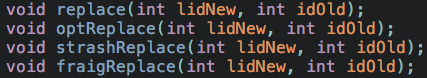 void replace(int lidNew, int idOld);
void optReplace(int lidNew, int idOld);
void strashReplace(int lidNew, int idOld);
void fraigReplace(int lidNew, int idOld);